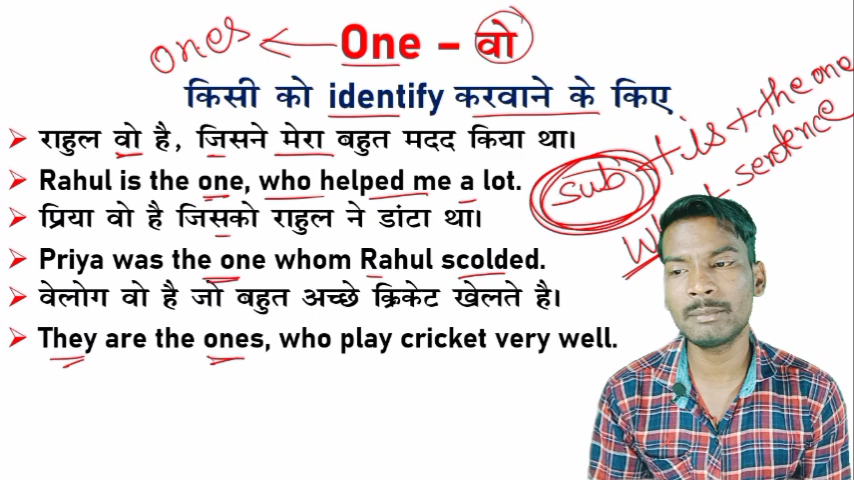 ones ← One – वो
किसी को identify करवाने के किए
➤ राहुल वो है, जिसने मेरा बहुत मदद किया था।
➤ Rahul is the one, who helped me a lot.
➤ प्रिया वो है जिसको राहुल ने डांटा था।
➤ Priya was the one whom Rahul scolded.
➤ वेलोग वो है जो बहुत अच्छे क्रिकेट खेलते है।
➤ They are the ones, who play cricket very well.
sub + is + the one
+ sentence